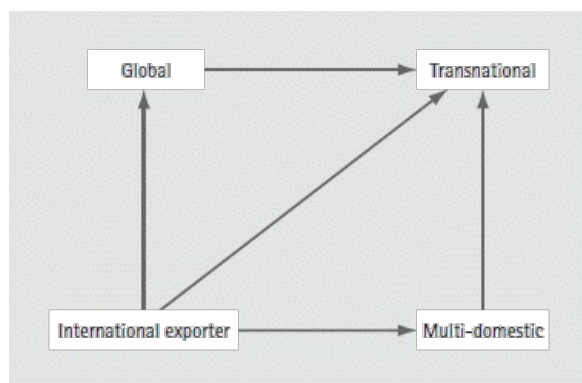 Global
Transnational
International exporter
Multi-domestic